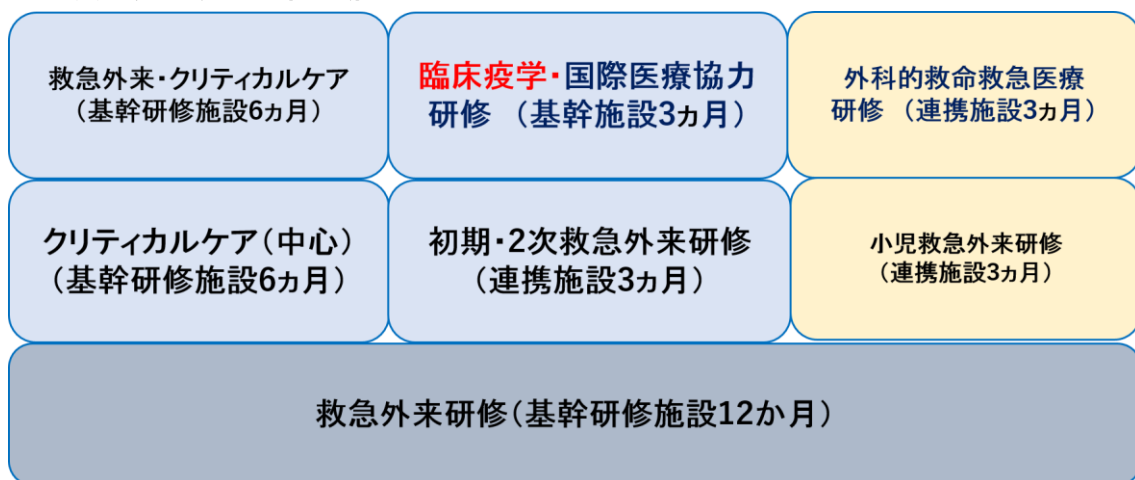 救急外来・クリティカルケア
（基幹研修施設6ヵ月）
臨床疫学・国際医療協力
研修 （基幹施設3ヵ月）
外科的救命救急医療
研修 （連携施設3ヵ月）
クリティカルケア（中心）
（基幹研修施設6ヵ月）
初期・2次救急外来研修
（連携施設3ヵ月）
小児救急外来研修
（連携施設3ヵ月）
救急外来研修（基幹研修施設12か月）